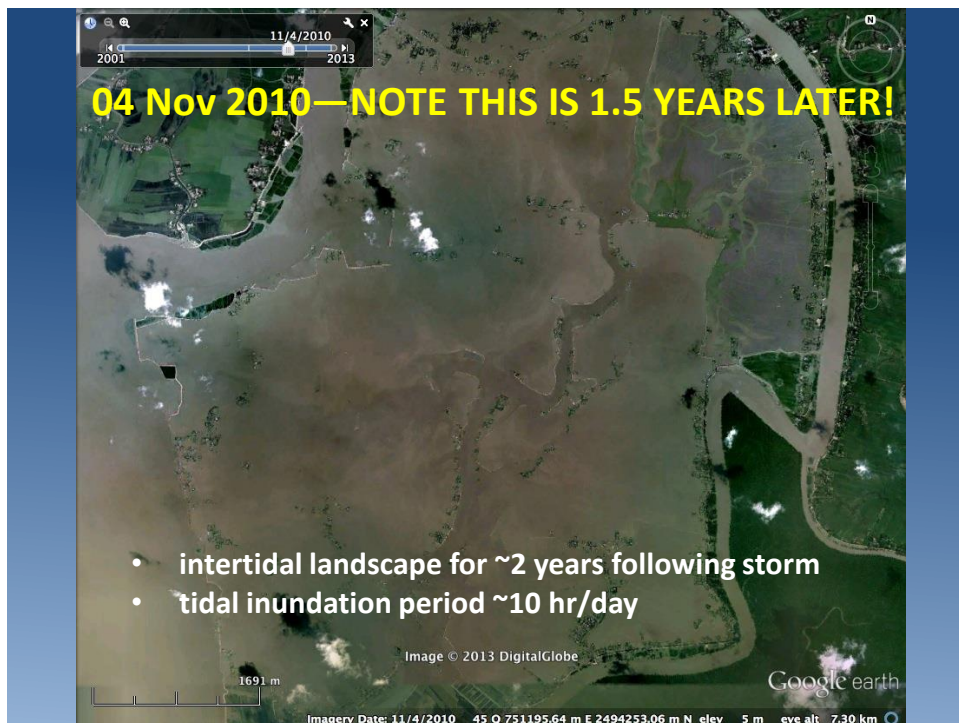 11/4/2010
2001
2013
N
04 Nov 2010—NOTE THIS IS 1.5 YEARS LATER!
• intertidal landscape for ~2 years following storm
• tidal inundation period ~10 hr/day
Image © 2013 DigitalGlobe
1691 m
Google earth
Imagery Date: 11/4/2010 45 Q 751195.64 m E 2494253.06 m N elev 5 m eye alt 7.30 km